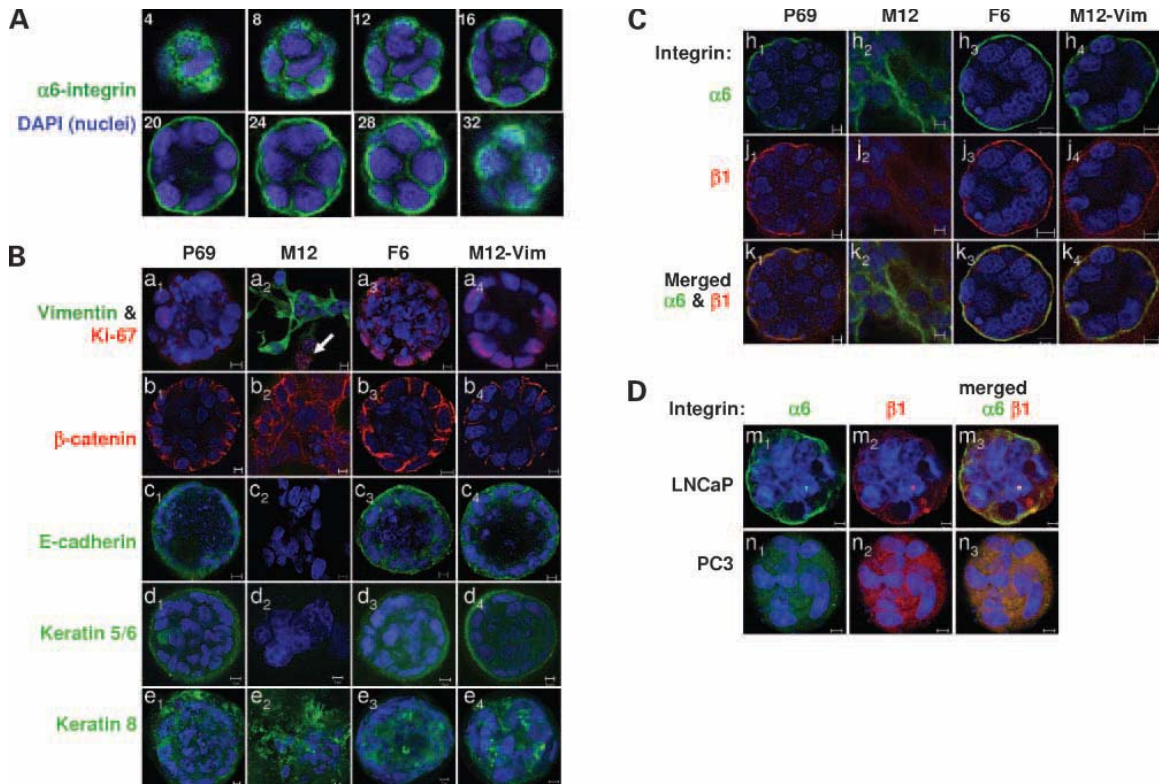 A
α6-integrin
DAPI (nuclei)
4 8 12 16
20 24 28 32
B
P69 M12 F6 M12-Vim
Vimentin &
Ki-67
a1 a2 a3 a4
β-catenin
b1 b2 b3 b4
E-cadherin
c1 c2 c3 c4
Keratin 5/6
d1 d2 d3 d4
Keratin 8
e1 e2 e3 e4
C
P69 M12 F6 M12-Vim
Integrin:
α6
h1 h2 h3 h4
β1
j1 j2 j3 j4
Merged
α6 & β1
k1 k2 k3 k4
D
merged
Integrin: α6 β1 α6 β1
LNCaP
m1 m2 m3
PC3
n1 n2 n3